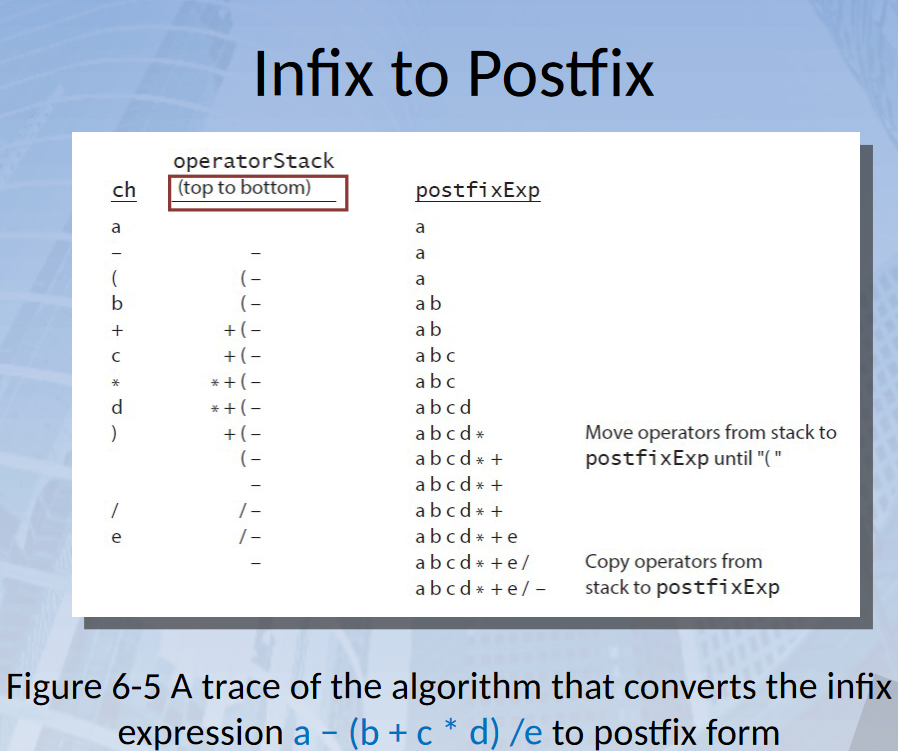 Infix to Postfix
operatorStack
ch (top to bottom) postfixExp
a a
– – a
( ( – a
b ( – a b
+ + ( – a b
c + ( – a b c
* * + ( – a b c
d * + ( – a b c d
) + ( – a b c d * Move operators from stack to
( – a b c d * + postfixExp until "( "
– a b c d * +
/ / – a b c d * +
e / – a b c d * + e
– a b c d * + e / Copy operators from
a b c d * + e / – stack to postfixExp
Figure 6-5 A trace of the algorithm that converts the infix
expression a – (b + c * d) /e to postfix form